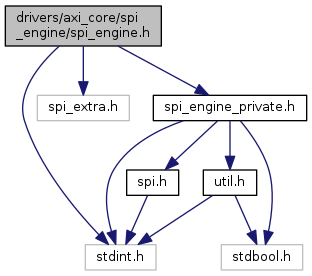 drivers/axi_core/spi
_engine/spi_engine.h
spi_extra.h
spi_engine_private.h
spi.h
util.h
stdint.h
stdbool.h